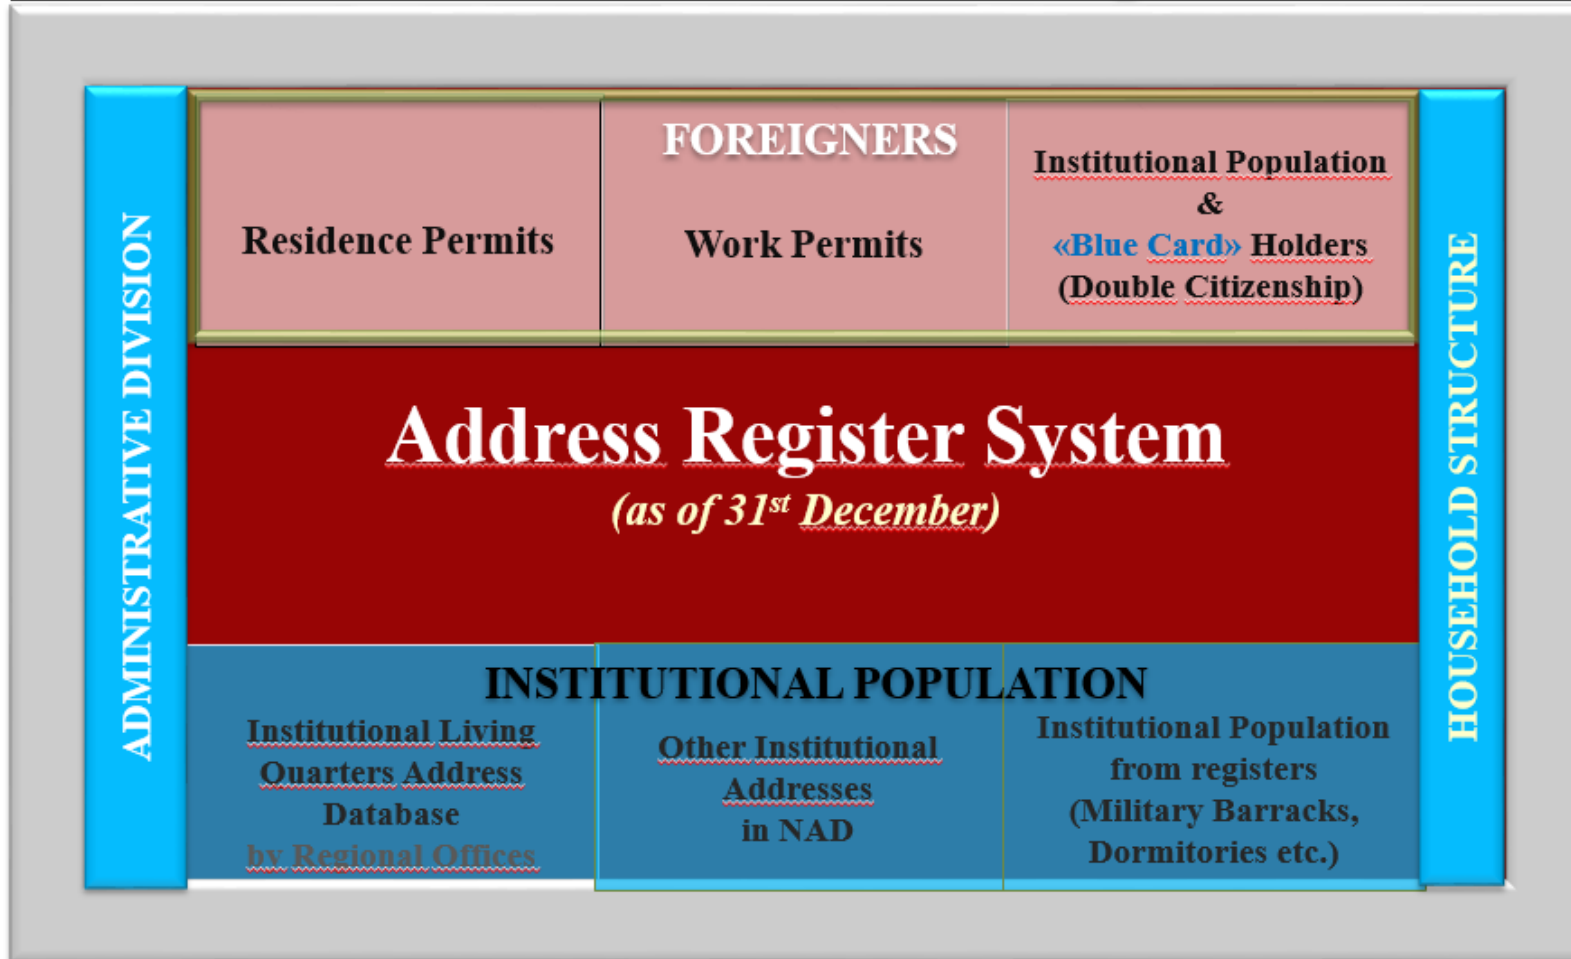 ADMINISTRATIVE DIVISION
FOREIGNERS
Residence Permits
Work Permits
Institutional Population
&
«Blue Card» Holders
(Double Citizenship)
Address Register System
(as of 31st December)
INSTITUTIONAL POPULATION
Institutional Living
Quarters Address
Database
by Regional Offices
Other Institutional
Addresses
in NAD
Institutional Population
from registers
(Military Barracks,
Dormitories etc.)
HOUSEHOLD STRUCTURE